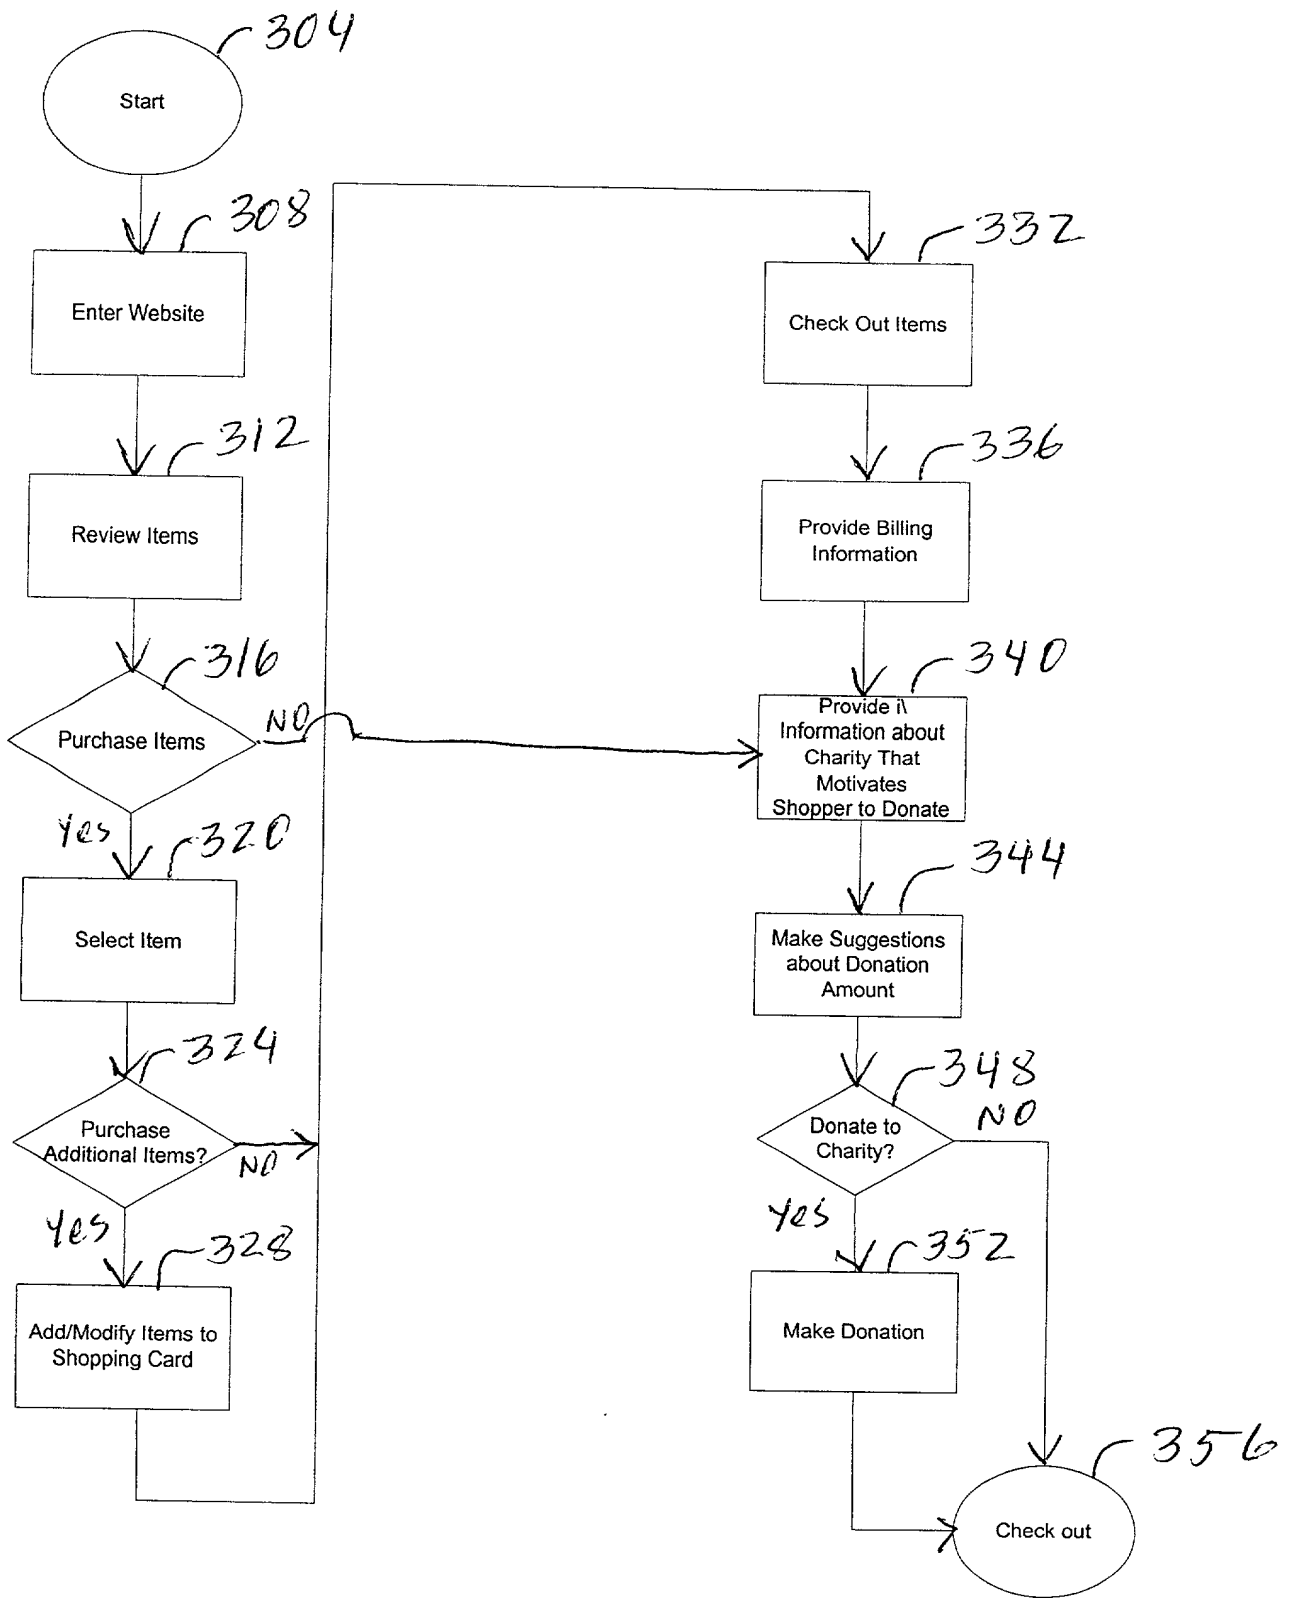 304
Start
308
Enter Website
312
Review Items
316
Purchase Items
NO
Yes
320
Select Item
324
Purchase
Additional Items?
NO
Yes
328
Add/Modify Items to
Shopping Card
332
Check Out Items
336
Provide Billing
Information
340
Provide i\
Information about
Charity That
Motivates
Shopper to Donate
344
Make Suggestions
about Donation
Amount
348
Donate to
Charity?
NO
Yes
352
Make Donation
356
Check out